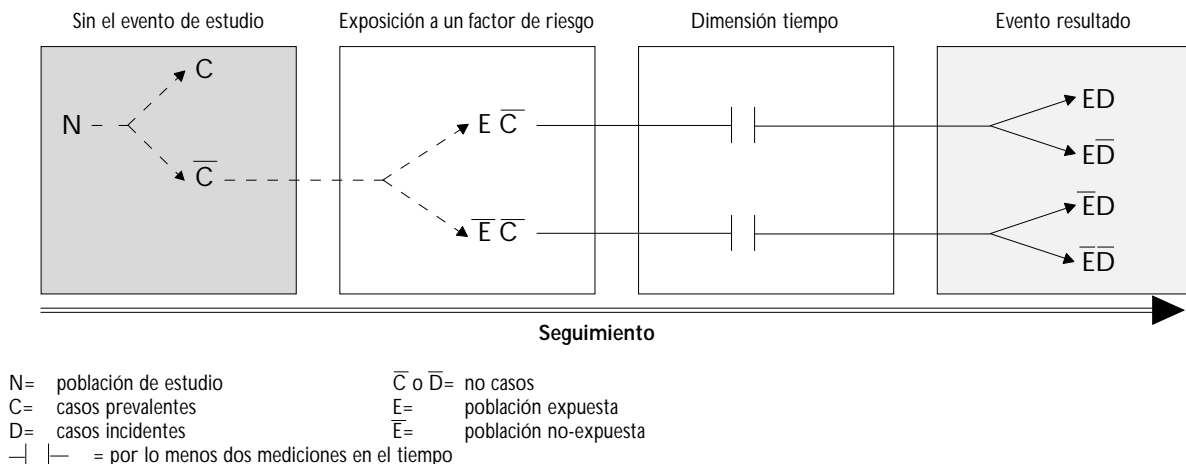 Sin el evento de estudio
Exposición a un factor de riesgo
Dimensión tiempo
Evento resultado
C
N
C̅
E C̅
E̅ C̅
ED
ED̅
E̅D
E̅D̅
Seguimiento
N= población de estudio
C= casos prevalentes
D= casos incidentes
= por lo menos dos mediciones en el tiempo
C̅ o D̅= no casos
E= población expuesta
E̅= población no-expuesta